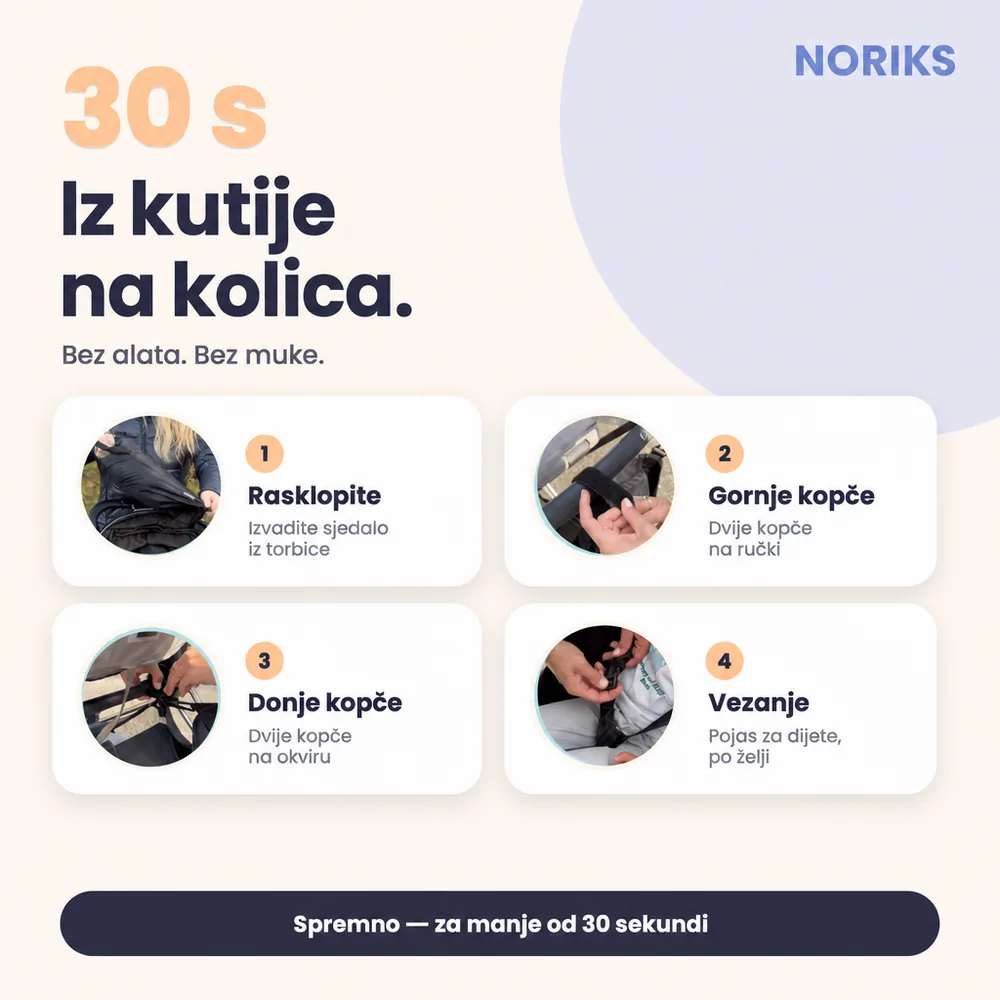 NORIKS
30 s
Iz kutije
na kolica.
Bez alata. Bez muke.
1
Rasklopite
Izvadite sjedalo
iz torbice
2
Gornje kopče
Dvije kopče
na ručki
3
Donje kopče
Dvije kopče
na okviru
4
Vezanje
Pojas za dijete,
po želji
Spremno — za manje od 30 sekundi